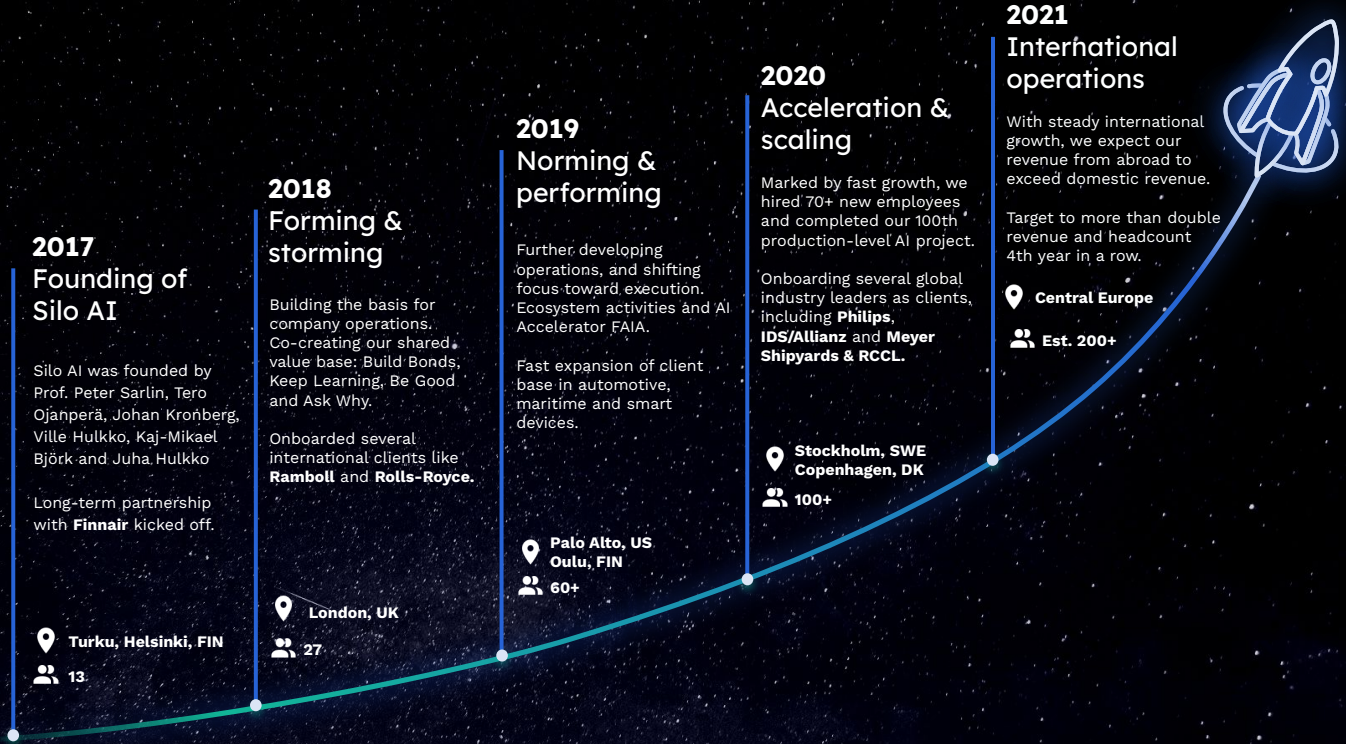 2017
Founding of
Silo AI
Silo AI was founded by
Prof. Peter Sarlin, Tero
Ojanperä, Johan Kronberg,
Ville Hulkko, Kaj-Mikael
Björk and Juha Hulkko
Long-term partnership
with Finnair kicked off.
Turku, Helsinki, FIN
13
2018
Forming &
storming
Building the basis for
company operations.
Co-creating our shared
value base: Build Bonds,
Keep Learning, Be Good
and Ask Why.
Onboarded several
international clients like
Ramboll and Rolls-Royce.
London, UK
27
2019
Norming &
performing
Further developing
operations, and shifting
focus toward execution.
Ecosystem activities and AI
Accelerator FAIA.
Fast expansion of client
base in automotive,
maritime and smart
devices.
Palo Alto, US
Oulu, FIN
60+
2020
Acceleration &
scaling
Marked by fast growth, we
hired 70+ new employees
and completed our 100th
production-level AI project.
Onboarding several global
industry leaders as clients,
including Philips,
IDS/Allianz and Meyer
Shipyards & RCCL.
Stockholm, SWE
Copenhagen, DK
100+
2021
International
operations
With steady international
growth, we expect our
revenue from abroad to
exceed domestic revenue.
Target to more than double
revenue and headcount
4th year in a row.
Central Europe
Est. 200+